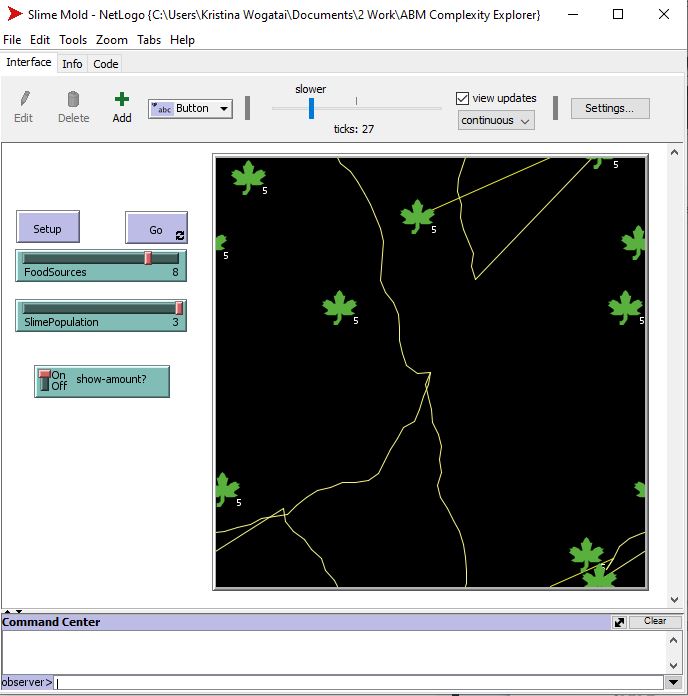 Slime Mold - NetLogo {C:\Users\Kristina Wogatai\Documents\2 Work\ABM Complexity Explorer}
File Edit Tools Zoom Tabs Help
Interface Info Code
Edit Delete Add abc Button slower view updates continuous Settings...
ticks: 27
5
5
5
5
5
5
5
5
5
Setup Go
FoodSources 8
SlimePopulation 3
On
Off
show-amount?
Command Center Clear
observer>